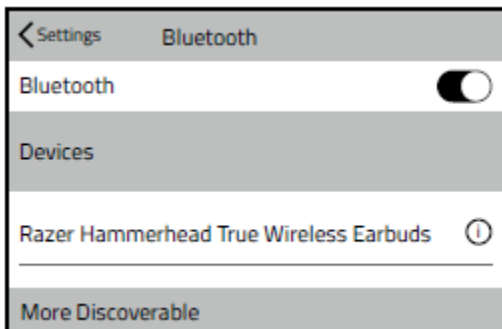 Settings Bluetooth
Bluetooth
Devices
Razer Hammerhead True Wireless Earbuds
More Discoverable